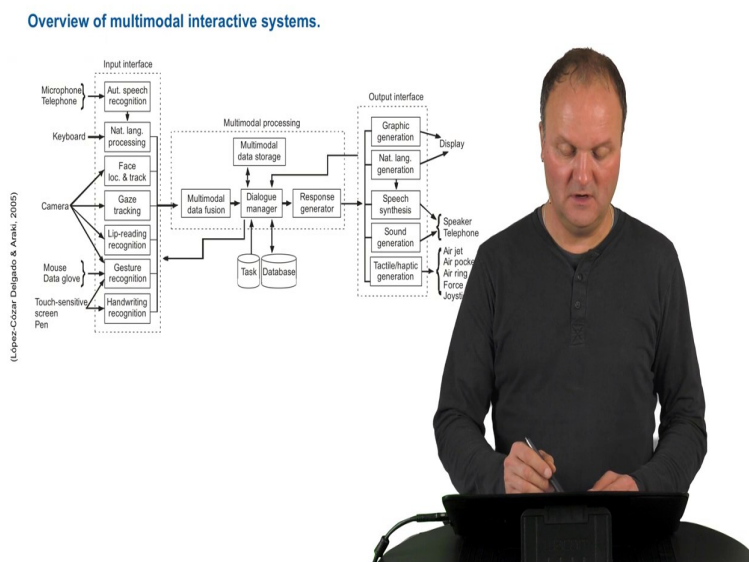 Overview of multimodal interactive systems.
Input interface
Microphone
Telephone
Aut. speech
recognition
Keyboard
Nat. lang.
processing
Face
loc. & track
Camera
Gaze
tracking
Lip-reading
recognition
Mouse
Data glove
Gesture
recognition
Touch-sensitive
screen
Pen
Handwriting
recognition
Multimodal processing
Multimodal
data storage
Multimodal
data fusion
Dialogue
manager
Response
generator
Task
Database
Output interface
Graphic
generation
Nat. lang.
generation
Display
Speech
synthesis
Sound
generation
Speaker
Telephone
Tactile/haptic
generation
Air jet
Air pocke
Air ring
Force
Joysti
(López-Cózar Delgado & Araki, 2005)